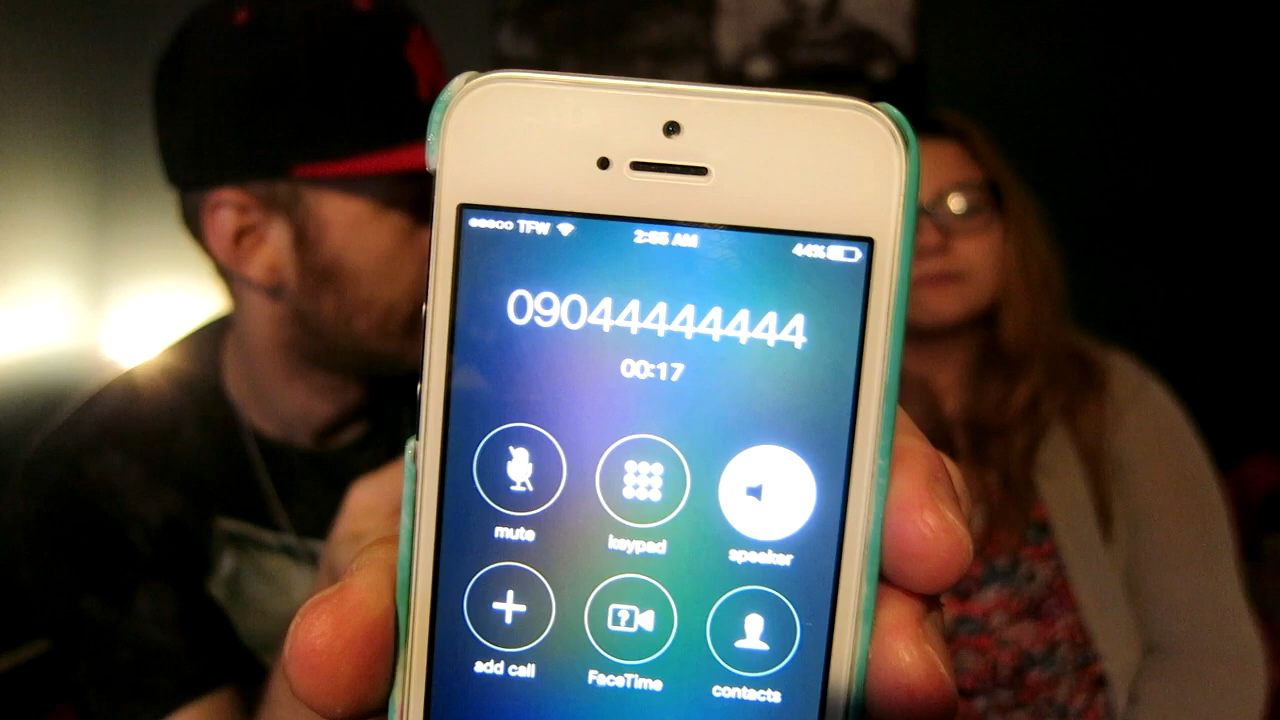 TFW 2:55 AM 44%
09044444444
00:17
mute keypad speaker
?
add call FaceTime contacts